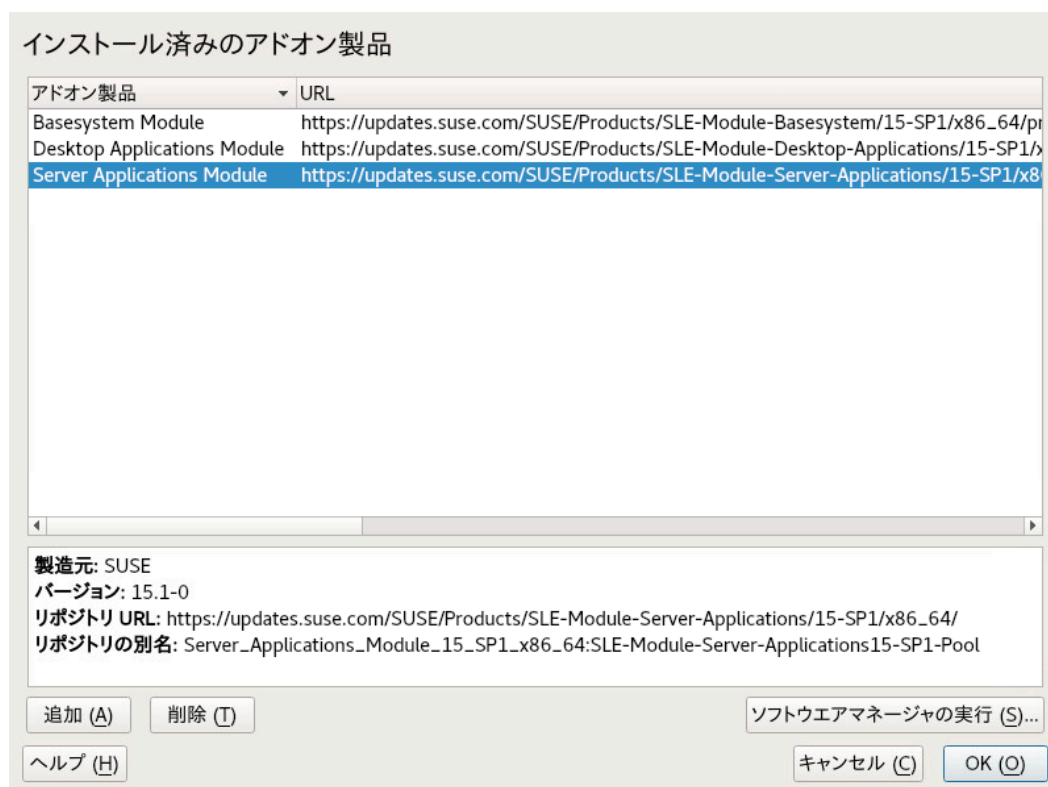 インストール済みのアドオン製品
アドオン製品 URL
Basesystem Module https://updates.suse.com/SUSE/Products/SLE-Module-Basesystem/15-SP1/x86_64/pr
Desktop Applications Module https://updates.suse.com/SUSE/Products/SLE-Module-Desktop-Applications/15-SP1/x
Server Applications Module https://updates.suse.com/SUSE/Products/SLE-Module-Server-Applications/15-SP1/x8
製造元: SUSE
バージョン: 15.1-0
リポジトリ URL: https://updates.suse.com/SUSE/Products/SLE-Module-Server-Applications/15-SP1/x86_64/
リポジトリの別名: Server_Applications_Module_15_SP1_x86_64:SLE-Module-Server-Applications15-SP1-Pool
追加 (A) 削除 (T) ソフトウエアマネージャの実行 (S)...
ヘルプ (H) キャンセル (C) OK (O)